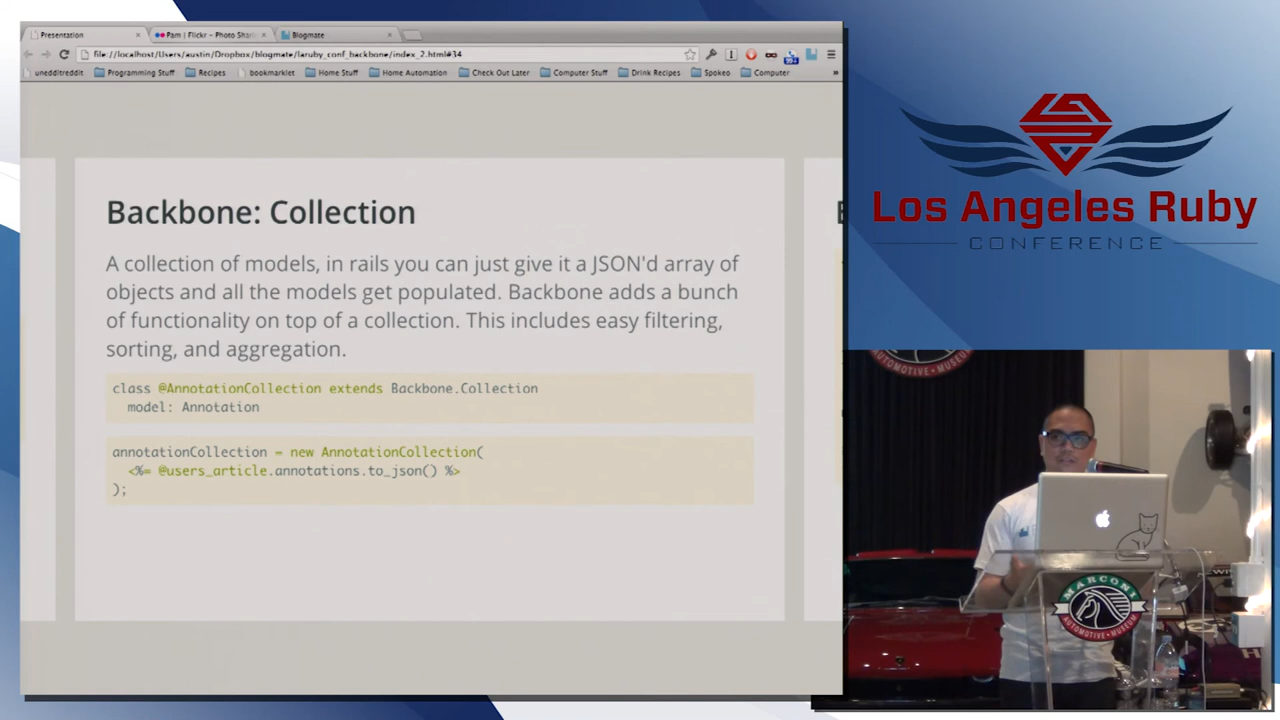 Presentation
Pam | Flickr – Photo Shari
Blogmate
file://localhost/Users/austin/Dropbox/blogmate/laruby_conf_backbone/index_2.html#34
unedditreddit
Programming Stuff
Recipes
bookmarklet
Home Stuff
Home Automation
Check Out Later
Computer Stuff
Drink Recipes
Spokeo
Computer
»
Backbone: Collection
A collection of models, in rails you can just give it a JSON'd array of
objects and all the models get populated. Backbone adds a bunch
of functionality on top of a collection. This includes easy filtering,
sorting, and aggregation.
class @AnnotationCollection extends Backbone.Collection
model: Annotation
annotationCollection = new AnnotationCollection(
<%= @users_article.annotations.to_json() %>
);
Los Angeles Ruby
CONFERENCE
MARCONI
AUTOMOTIVE MUSEUM